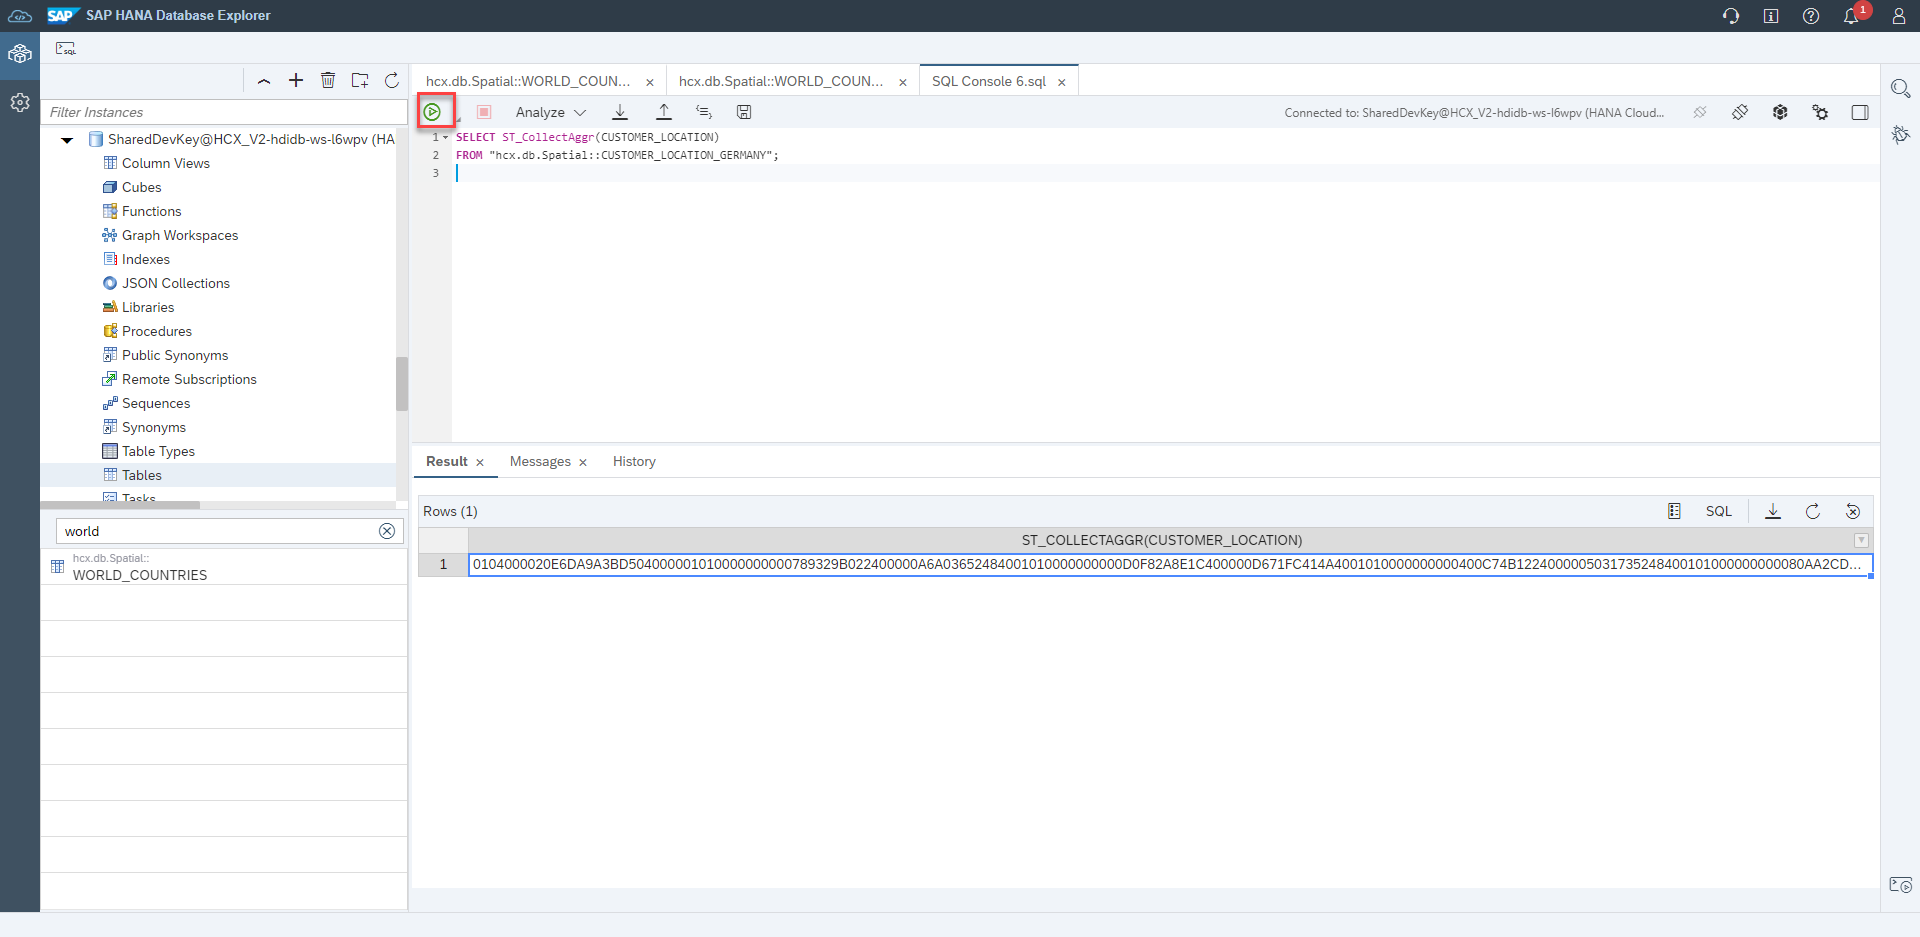 SAP SAP HANA Database Explorer
1
SQL
Filter Instances
SharedDevKey@HCX_V2-hdidb-ws-l6wpv (HA
Column Views
Cubes
Functions
Graph Workspaces
Indexes
JSON Collections
Libraries
Procedures
Public Synonyms
Remote Subscriptions
Sequences
Synonyms
Table Types
Tables
Tasks
world
hcx.db.Spatial::
WORLD_COUNTRIES
hcx.db.Spatial::WORLD_COUN...
hcx.db.Spatial::WORLD_COUN...
SQL Console 6.sql
Analyze
Connected to: SharedDevKey@HCX_V2-hdidb-ws-l6wpv (HANA Cloud...
1 SELECT ST_CollectAggr(CUSTOMER_LOCATION)
2 FROM "hcx.db.Spatial::CUSTOMER_LOCATION_GERMANY";
3
Result Messages History
Rows (1)
SQL
ST_COLLECTAGGR(CUSTOMER_LOCATION)
1 0104000020E6DA9A3BD5040000010100000000000789329B022400000A6A03652484001010000000000D0F82A8E1C400000D671FC414A4001010000000000400C74B12240000050317352484001010000000000​80AA2CD...